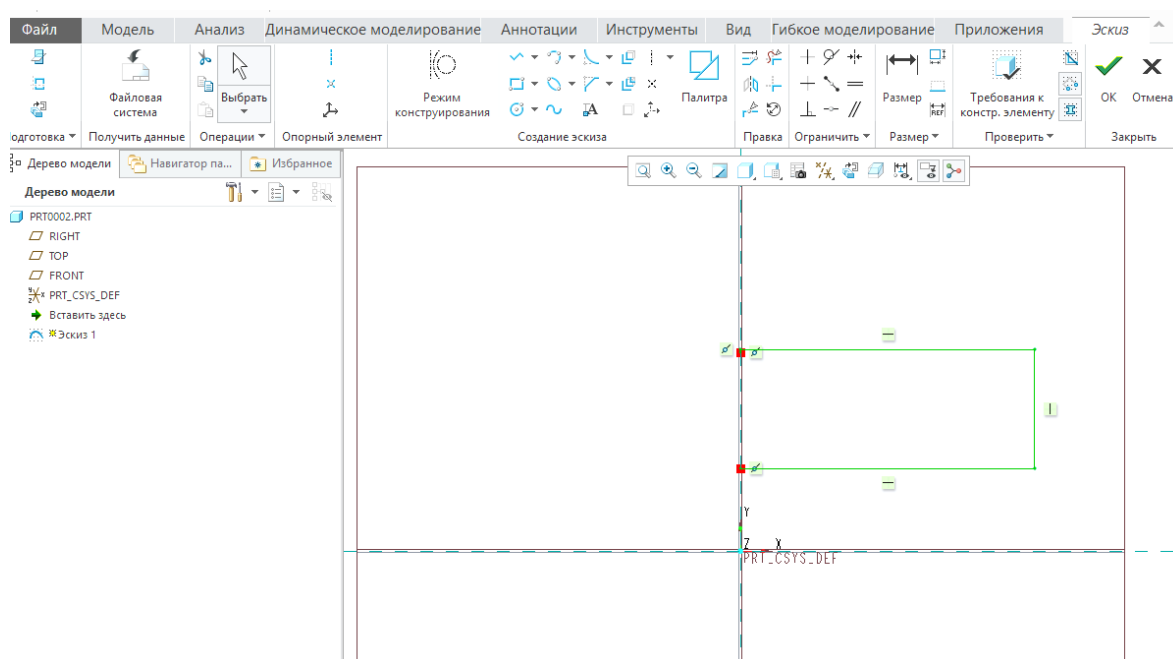 Файл Модель Анализ Динамическое моделирование Аннотации Инструменты Вид Гибкое моделирование Приложения Эскиз
Файловая система
Выбрать
Режим конструирования
Палитра
Размер
REF
Требования к констр. элементу
ОК
Отмена
одготовка Получить данные Операции Опорный элемент Создание эскиза Правка Ограничить Размер Проверить Закрыть
Дерево модели Навигатор па... Избранное
Дерево модели
PRT0002.PRT
RIGHT
TOP
FRONT
PRT_CSYS_DEF
Вставить здесь
Эскиз 1
Y
Z X
PRT_CSYS_DEF